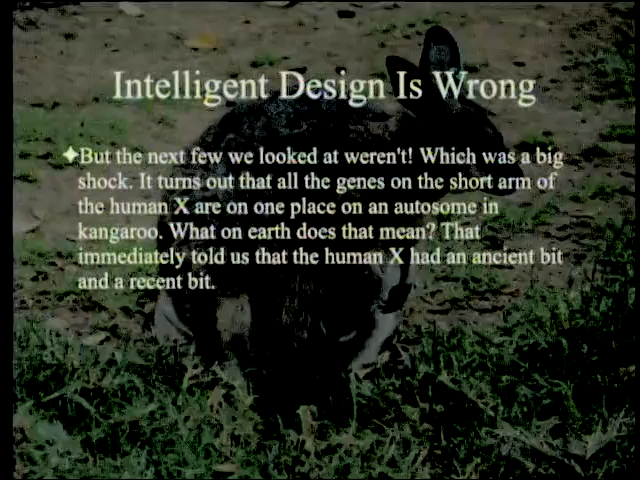 Intelligent Design Is Wrong
✦But the next few we looked at weren't! Which was a big
shock. It turns out that all the genes on the short arm of
the human X are on one place on an autosome in
kangaroo. What on earth does that mean? That
immediately told us that the human X had an ancient bit
and a recent bit.